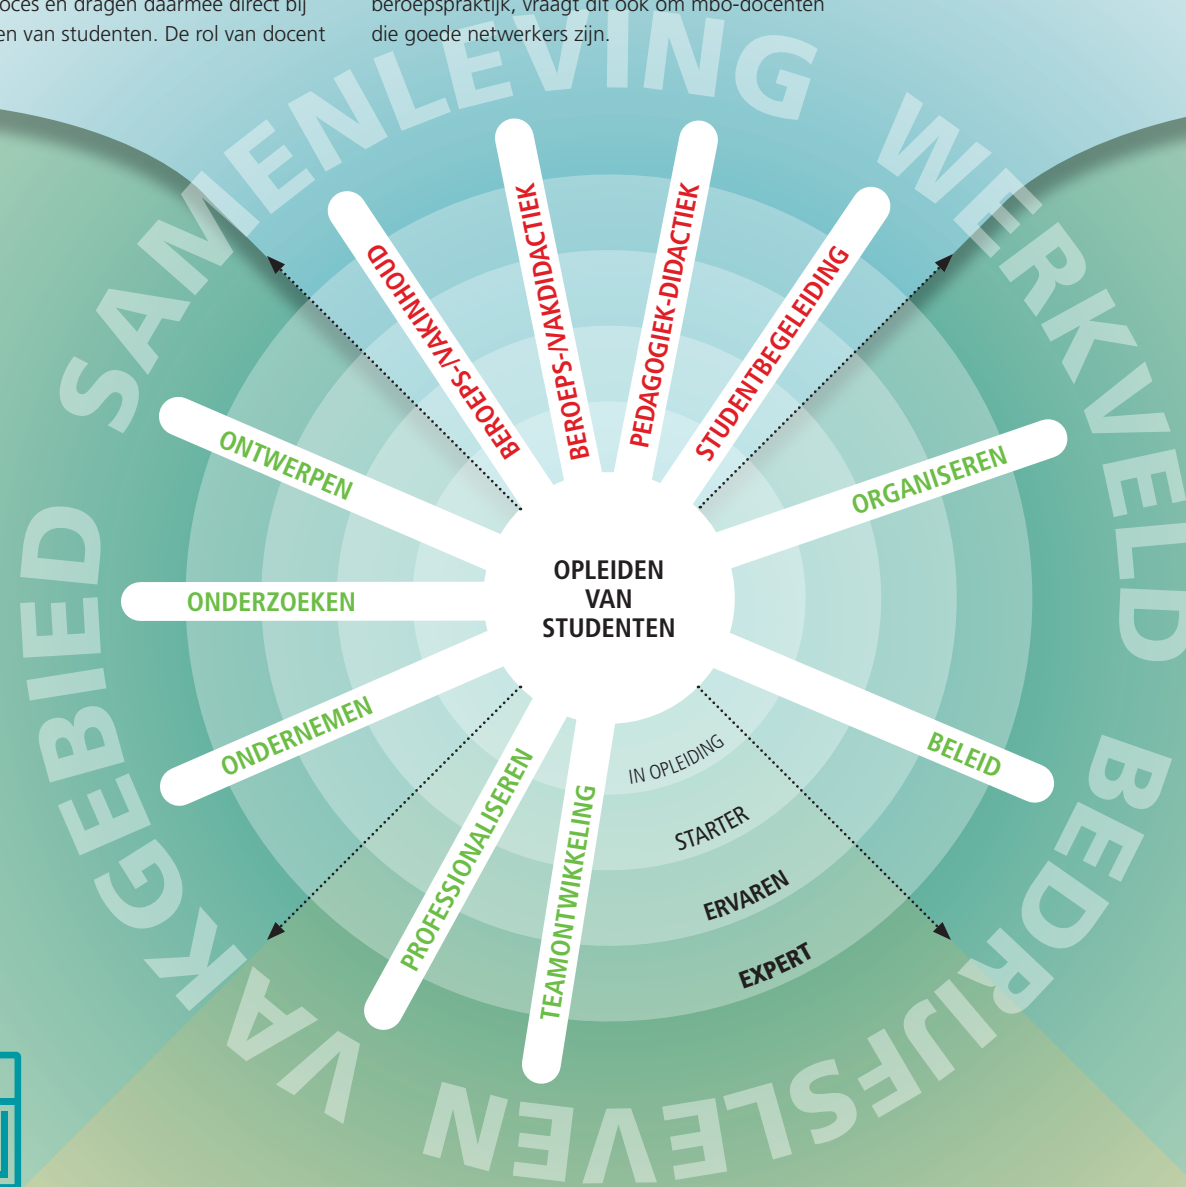 oces en dragen daarmee direct bij
en van studenten. De rol van docent
beroepspraktijk, vraagt dit ook om mbo-docenten
die goede netwerkers zijn.
SAMENLEVING
WERKVELD
BEDRIJFSLEVEN
VAKGEBIED
BEROEPS-/VAKINHOUD
BEROEPS-/VAKDIDACTIEK
PEDAGOGIEK-DIDACTIEK
STUDENTBEGELEIDING
ORGANISEREN
BELEID
TEAMONTWIKKELING
PROFESSIONALISEREN
ONDERNEMEN
ONDERZOEKEN
ONTWERPEN
OPLEIDEN
VAN
STUDENTEN
IN OPLEIDING
STARTER
ERVAREN
EXPERT